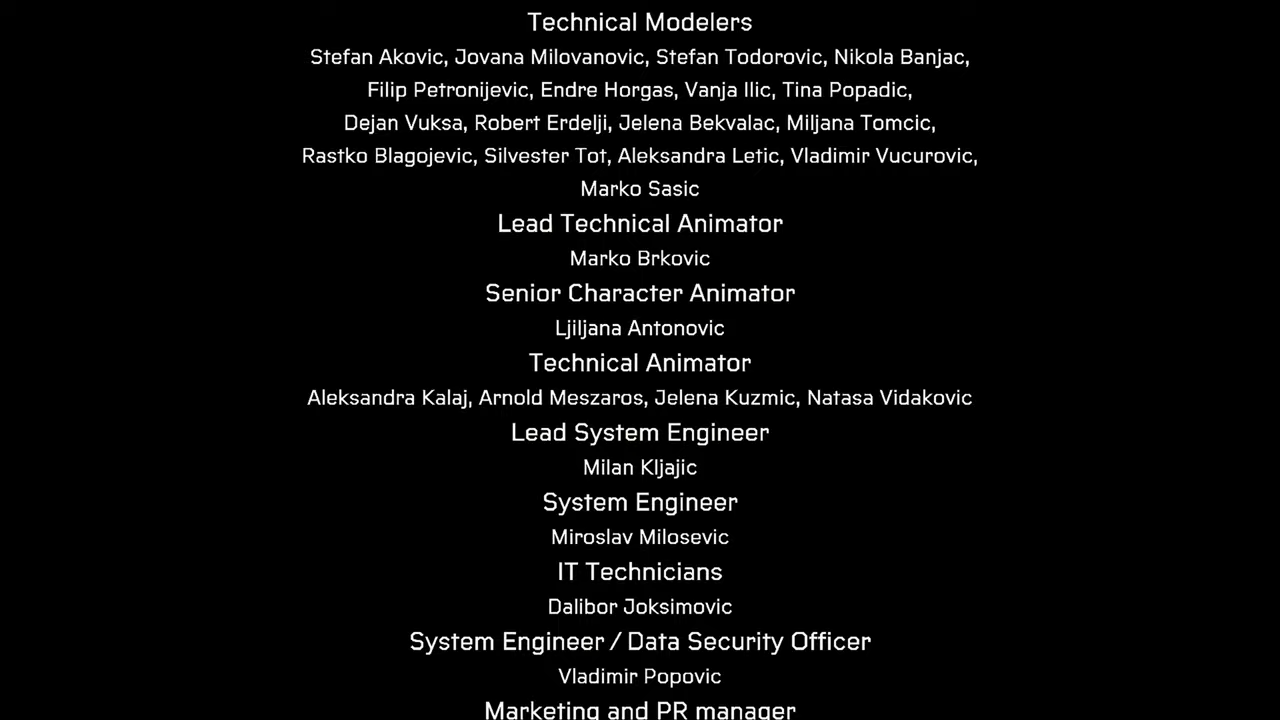 Technical Modelers
Stefan Akovic, Jovana Milovanovic, Stefan Todorovic, Nikola Banjac,
Filip Petronijevic, Endre Horgas, Vanja Ilic, Tina Popadic,
Dejan Vuksa, Robert Erdelji, Jelena Bekvalac, Miljana Tomcic,
Rastko Blagojevic, Silvester Tot, Aleksandra Letic, Vladimir Vucurovic,
Marko Sasic
Lead Technical Animator
Marko Brkovic
Senior Character Animator
Ljiljana Antonovic
Technical Animator
Aleksandra Kalaj, Arnold Meszaros, Jelena Kuzmic, Natasa Vidakovic
Lead System Engineer
Milan Kljajic
System Engineer
Miroslav Milosevic
IT Technicians
Dalibor Joksimovic
System Engineer / Data Security Officer
Vladimir Popovic
Marketing and PR manager